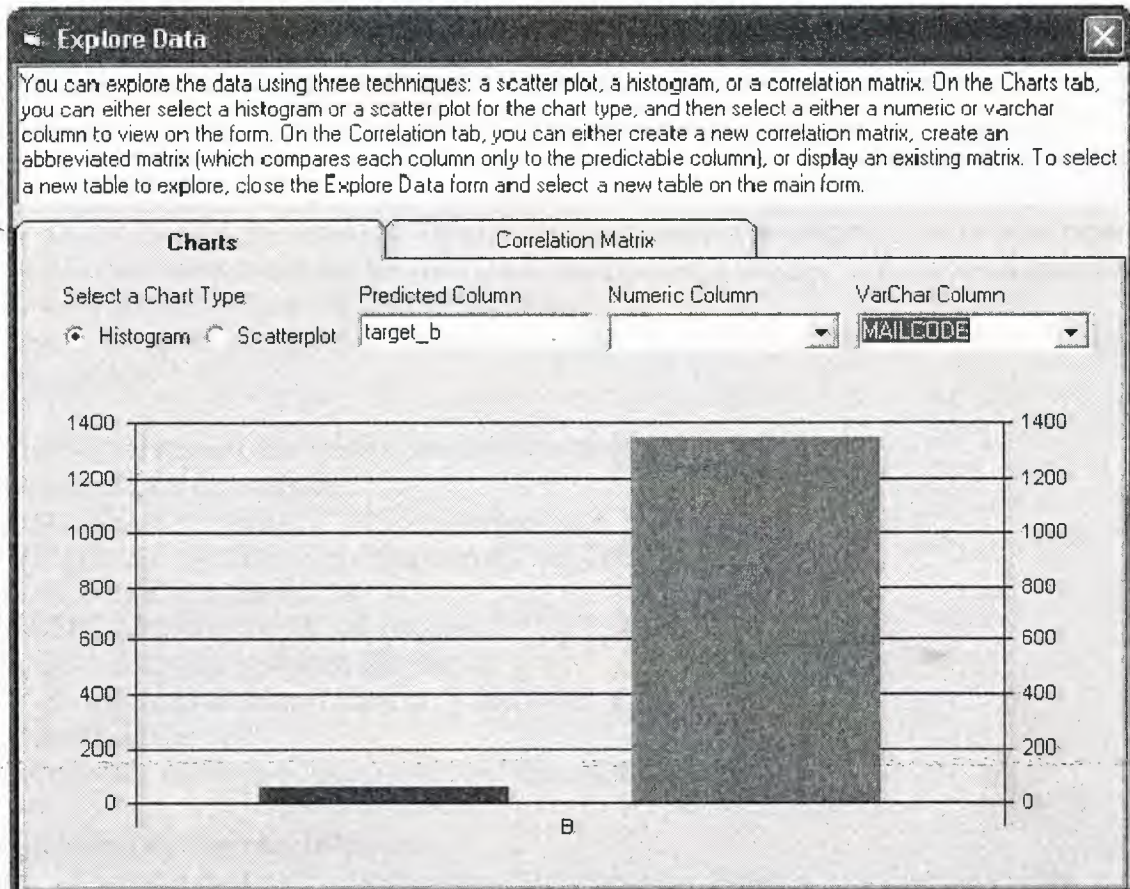 Explore Data
You can explore the data using three techniques: a scatter plot, a histogram, or a correlation matrix. On the Charts tab,
you can either select a histogram or a scatter plot for the chart type, and then select a either a numeric or varchar
column to view on the form. On the Correlation tab, you can either create a new correlation matrix, create an
abbreviated matrix (which compares each column only to the predictable column), or display an existing matrix. To select
a new table to explore, close the Explore Data form and select a new table on the main form.
Charts Correlation Matrix
Select a Chart Type Predicted Column Numeric Column VarChar Column
Histogram Scatterplot target_b MAILCODE
1400 1400
1200 1200
1000 1000
800 800
600 600
400 400
200 200
0 0
B